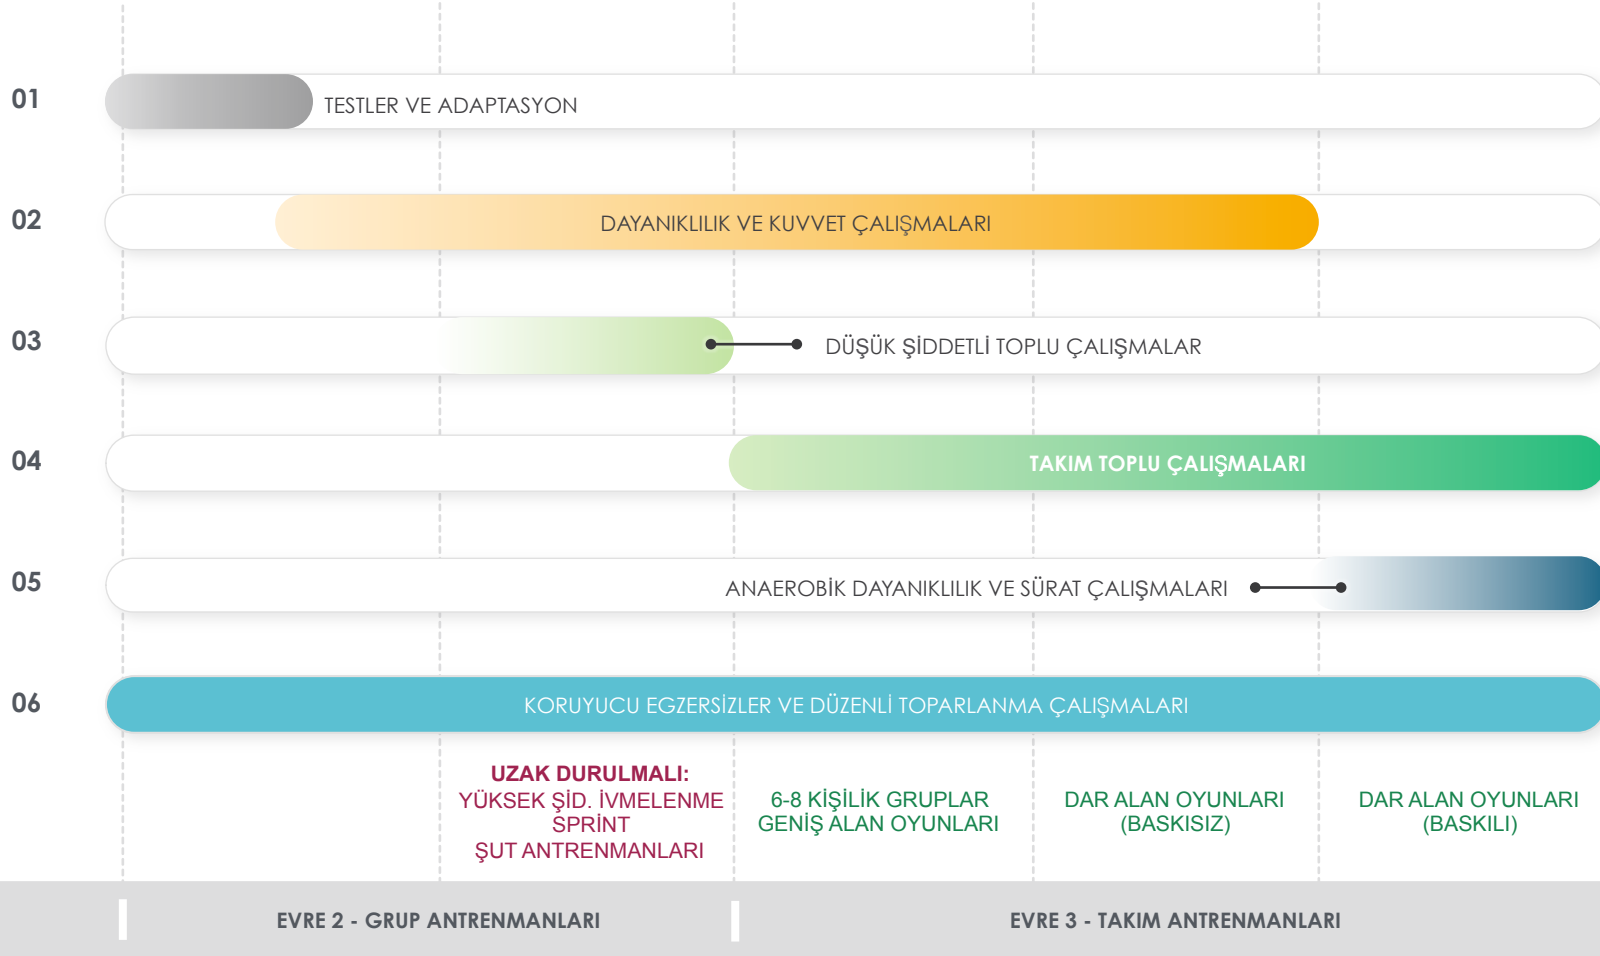 01
TESTLER VE ADAPTASYON
02
DAYANIKLILIK VE KUVVET ÇALIŞMALARI
03
DÜŞÜK ŞİDDETLİ TOPLU ÇALIŞMALAR
04
TAKIM TOPLU ÇALIŞMALARI
05
ANAEROBİK DAYANIKLILIK VE SÜRAT ÇALIŞMALARI
06
KORUYUCU EGZERSİZLER VE DÜZENLİ TOPARLANMA ÇALIŞMALARI
UZAK DURULMALI:
YÜKSEK ŞİD. İVMELENME
SPRİNT
ŞUT ANTRENMANLARI
6-8 KİŞİLİK GRUPLAR
GENİŞ ALAN OYUNLARI
DAR ALAN OYUNLARI
(BASKISIZ)
DAR ALAN OYUNLARI
(BASKILI)
EVRE 2 - GRUP ANTRENMANLARI
EVRE 3 - TAKIM ANTRENMANLARI